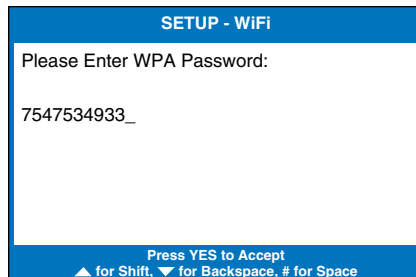 SETUP - WiFi
Please Enter WPA Password:
7547534933_
Press YES to Accept
▲ for Shift, ▼ for Backspace, # for Space